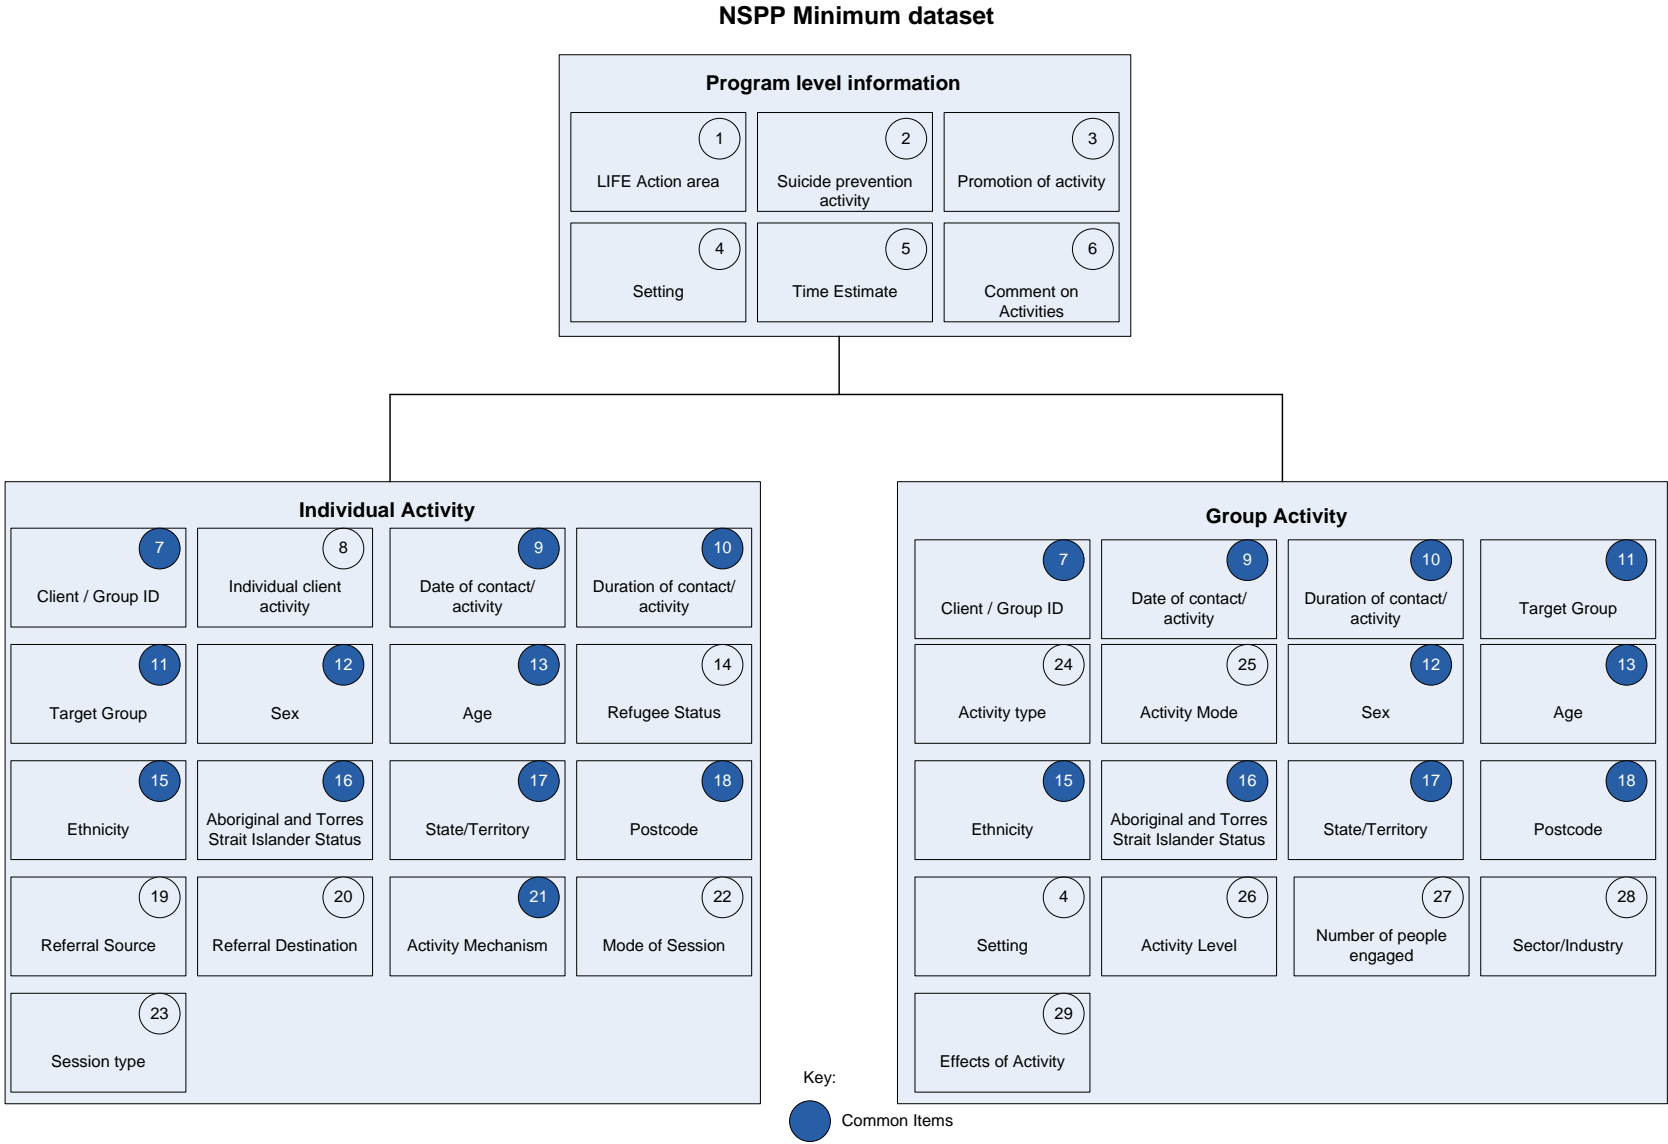 NSPP Minimum dataset
Program level information
1
LIFE Action area
2
Suicide prevention
activity
3
Promotion of activity
4
Setting
5
Time Estimate
6
Comment on
Activities
Individual Activity
7
Client / Group ID
8
Individual client
activity
9
Date of contact/
activity
10
Duration of contact/
activity
11
Target Group
12
Sex
13
Age
14
Refugee Status
15
Ethnicity
16
Aboriginal and Torres
Strait Islander Status
17
State/Territory
18
Postcode
19
Referral Source
20
Referral Destination
21
Activity Mechanism
22
Mode of Session
23
Session type
Group Activity
7
Client / Group ID
9
Date of contact/
activity
10
Duration of contact/
activity
11
Target Group
24
Activity type
25
Activity Mode
12
Sex
13
Age
15
Ethnicity
16
Aboriginal and Torres
Strait Islander Status
17
State/Territory
18
Postcode
4
Setting
26
Activity Level
27
Number of people
engaged
28
Sector/Industry
29
Effects of Activity
Key:
Common Items